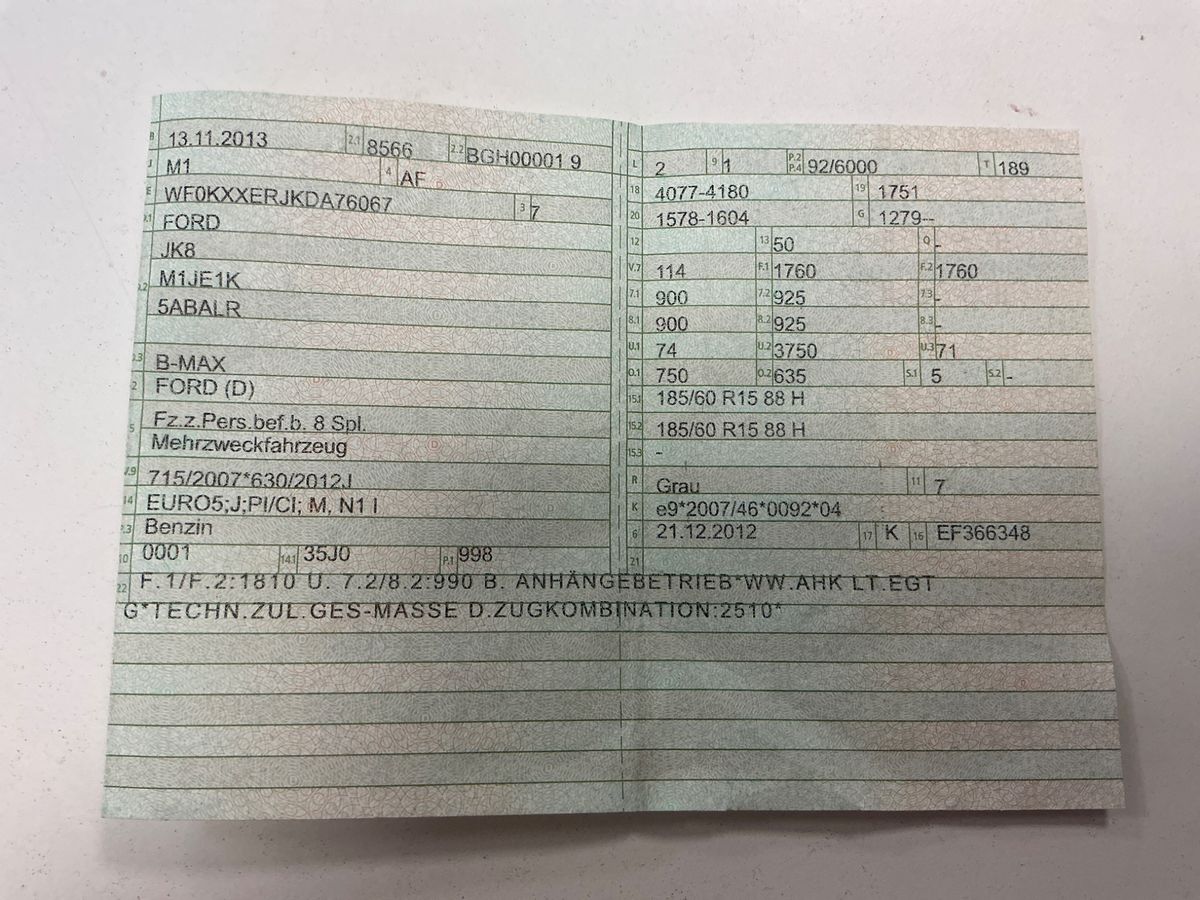 B 13.11.2013 2.1 8566 2.2 BGH00001 9
J M1 4 AF
E WF0KXXERJKDA76067 3 7
D.1 FORD
JK8
D.2 M1JE1K
5ABALR
D.3 B-MAX
2 FORD (D)
5 Fz.z.Pers.bef.b. 8 Spl.
Mehrzweckfahrzeug
V.9 715/2007*630/2012J
14 EURO5;J;PI/CI; M, N1 I
P.3 Benzin
10 0001 14.1 35J0 P.1 998
L 2 9 1 P.2 P.4 92/6000 T 189
18 4077-4180 19 1751
20 1578-1604 G 1279--
12 13 50 Q -
V.7 114 F.1 1760 F.2 1760
7.1 900 7.2 925 7.3 -
8.1 900 8.2 925 8.3 -
U.1 74 U.2 3750 U.3 71
O.1 750 O.2 635 S.1 5 S.2 -
15.1 185/60 R15 88 H
15.2 185/60 R15 88 H
15.3 -
R Grau 11 7
K e9*2007/46*0092*04
6 21.12.2012 17 K 16 EF366348
21
22 F.1/F.2:1810 U. 7.2/8.2:990 B. ANHÄNGEBETRIEB*WW.AHK LT.EGT
G*TECHN.ZUL.GES-MASSE D.ZUGKOMBINATION:2510*